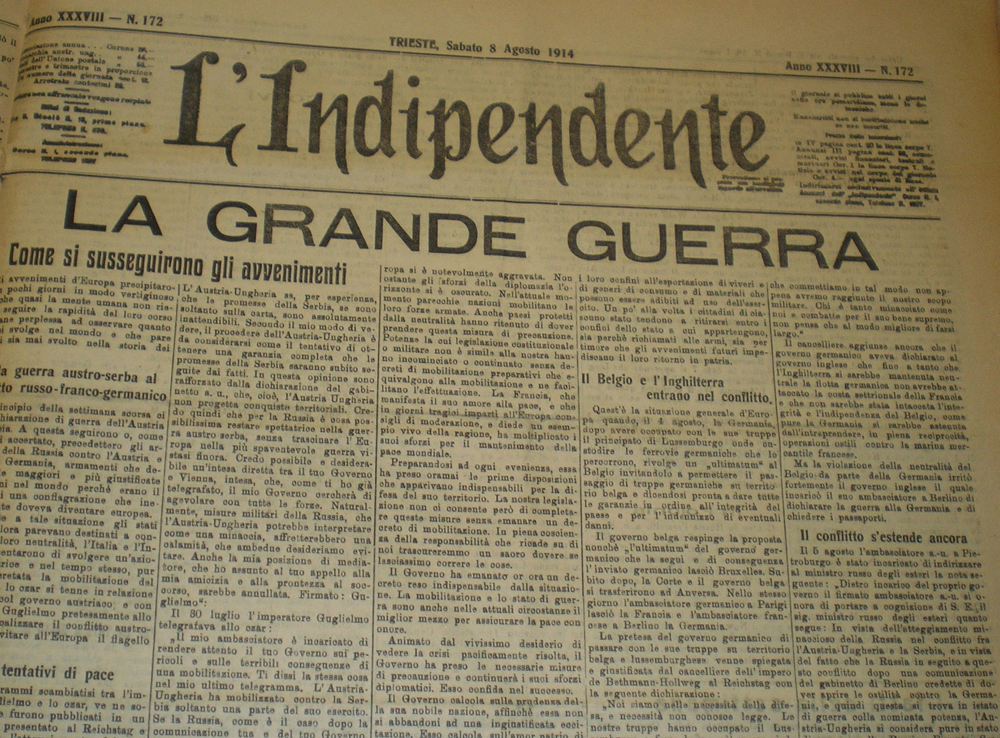 Anno XXXVIII — N. 172
TRIESTE, Sabato 8 Agosto 1914
Anno XXXVIII — N. 172
L'Indipendente
LA GRANDE GUERRA
Come si susseguirono gli avvenimenti
avvenimenti d'Europa precipitaro-
pochi giorni in modo vertiginoso
quasi la mente umana non rie-
seguire la rapidità del loro corso
perplessa ad osservare quanto
svolge nel mondo e che pare
sia mai svolto nella storia dei
guerra austro-serba al
russo-franco-germanico
della settimana scorsa ci
di guerra dell'Austria
A questa seguirono o, come
accertato, precedettero gli ar-
della Russia contro l'Austria e
Germania, armamenti che de-
maggiori e più giustificate
nel mondo perchè erano il
una conflagrazione che ine-
doveva diventare europea.
a tale situazione gli stati
parevano destinati a con-
loro neutralità, l'Italia e l'In-
di svolgere un'azio-
e nel tempo stesso, pur
la mobilitazione del
lo czar si tenne in relazione
col governo austriaco; e con
Guglielmo pretesamente allo
il conflitto austro-
all'Europa il flagello
tentativi di pace
scambiatisi tra l'im-
e lo czar, ve ne so-
furono pubblicati in un
presentato al Reichstag e
L'Austria-Ungheria sa, per esperienza,
che le promesse della Serbia, se sono
soltanto sulla carta, sono assolutamente
inattendibili. Secondo il mio modo di ve-
dere, il procedere dell'Austria-Ungheria è
da considerarsi come il tentativo di ot-
tenere una garanzia completa che le
promesse della Serbia saranno subito se-
guite dai fatti. In questa opinione sono
rafforzato dalla dichiarazione del gabi-
netto a. u., che, cioè, l'Austria Ungheria
non progetta conquiste territoriali. Cre-
do quindi che per la Russia è cosa pos-
sibilissima restare spettatrice nella guer-
ra austro serba, senza trascinare l'Eu-
ropa nella più spaventevole guerra vi-
stasi finora. Credo possibile e desidera-
bile un'intesa diretta tra il tuo Governo
e Vienna, intesa, che, come ti ho già
telegrafato, il mio Governo cercherà di
agevolare con tutte le forze. Natural-
mente, misure militari della Russia, che
l'Austria-Ungheria potrebbe interpretare
come una minaccia, affretterebbero una
calamità, che ambedue desideriamo evi-
tare. Anche la mia posizione di media-
tore, che ho assunto al tuo appello alla
mia amicizia e alla prontezza al soc-
corso, sarebbe annullata. Firmato: Gu-
glielmo“:
Il 30 luglio l'imperatore Guglielmo
telegrafava allo czar:
„Il mio ambasciatore è incaricato di
rendere attento il tuo Governo sui pe-
ricoli e sulle terribili conseguenze di
una mobilitazione. Ti dissi la stessa cosa
nel mio ultimo telegramma. L'Austria-
Ungheria ha mobilizzato contro la Ser-
bia soltanto una parte del suo esercito.
Se la Russia, come è il caso dopo la
comunicazione tua e del tuo Governo
ropa si è notevolmente aggravata. Non
ostante gli sforzi della diplomazia l'o-
rizzonte si è oscurato. Nell'attuale mo-
mento parecchie nazioni mobilitano le
loro forze armate. Anche paesi protetti
dalla neutralità hanno ritenuto di dover
prendere questa misura di precauzione.
Potenze la cui legislazione costituzionale
o militare non è simile alla nostra han-
no incominciato o continuato senza de-
creti di mobilitazione preparativi che e-
quivalgono alla mobilitazione e ne faci-
litano l'effettuazione. La Francia, che
manifesta il suo amore alla pace, e che
in giorni tragici impartì all'Europa con-
sigli di moderazione, e diede un esem-
pio vivo della ragione, ha moltiplicato i
suoi sforzi per il mantenimento della
pace mondiale.
Preparandosi ad ogni evenienza, essa
ha preso oramai le prime disposizioni
che apparivano indispensabili per la di-
fesa del suo territorio. La nostra legisla-
zione non ci consente però di completa-
re queste misure senza emanare un de-
creto di mobilitazione. In piena coscien-
za della responsabilità che ricade su di
noi trascureremmo un sacro dovere se
lasciassimo correre le cose.
Il Governo ha emanato or ora un de-
creto reso indispensabile dalla situazio-
ne. La mobilitazione e lo stato di guer-
ra sono anche nelle attuali circostanze il
miglior mezzo per assicurare la pace con
onore.
Animato dal vivissimo desiderio di
vedere la crisi pacificamente risolta, il
Governo ha preso le necessarie misure
di precauzione e continuerà i suoi sforzi
diplomatici. Esso confida nel successo.
Il Governo calcola sulla prudenza del-
la sua nobile nazione, affinchè essa non
si abbandoni ad una ingiustificata ecci-
tazione. Esso calcola sull'amor patrio di
i loro confini all'esportazione di viveri e
di generi di consumo e di materiali che
possono essere adibiti ad uso dell'eser-
cito. Un po' alla volta i cittadini di cia-
scuno stato tendono a ritirarsi entro i
confini dello stato a cui appartengono,
sia perchè richiamati alle armi, sia per
timore che gli avvenimenti futuri impe-
discano il loro ritorno in patria.
Il Belgio e l'Inghilterra
entrano nel conflitto.
Quest'è la situazione generale d'Euro-
pa quando, il 4 agosto, la Germania,
dopo avere occupato con le sue truppe
il principato di Lussemburgo onde cu-
stodire le ferrovie germaniche che lo
percorrono, rivolge un „ultimatum“ al
Belgio invitandolo a permettere il pas-
saggio di truppe germaniche su territo
rio belga e dicendosi pronta a dare tutte
le garanzie in ordine all'integrità del
paese e per l'indennizzo di eventuali
danni.
Il governo belga respinge la proposta
nonchè „l'ultimatum“ del governo ger-
manico che la seguì e di conseguenza
l'inviato germanico lasciò Bruxelles. Su-
bito dopo, la Corte e il governo belga
si trasferirono ad Anversa. Nello stesso
giorno l'ambasciatore germanico a Parigi
lasciò la Francia e l'ambasciatore fran-
cese a Berlino la Germania.
La pretesa del governo germanico di
passare con le sue truppe su territorio
belga e lussemburghese venne spiegata
e giustificata dal cancelliere dell'impero
de Bethmann-Hollweg al Reichstag con
la seguente dichiarazione:
„Noi siamo nelle necessità della dife-
sa, e necessità non conosce legge. Le
nostre truppe hanno occupato il Lus-
che commettiamo in tal modo non ap-
pena avremo raggiunto il nostro scopo
militare. Chi è tanto minacciato come
noi e combatte per il suo bene supremo,
non pensa che al modo migliore di farsi
largo.“
Il cancelliere aggiunse ancora che il
governo germanico aveva dichiarato al
governo inglese che fino a tanto che
l'Inghilterra si sarebbe mantenuta neu-
trale la flotta germanica non avrebbe at-
taccato la costa settrionale della Francia
e che non sarebbe stata intaccata l'inte-
grità e l'indipendenza del Belgio, come
pure la Germania si sarebbe astenuta
dall'intraprendere, in piena reciprocità,
operazioni ostili contro la marina mer-
cantile francese.
Ma la violazione della neutralità del
Belgio da parte della Germania irritò
fortemente il governo inglese il quale
incaricò il suo ambasciatore a Berlino di
dichiarare la guerra alla Germania e di
chiedere i passaporti.
Il conflitto s'estende ancora
Il 5 agosto l'ambasciatore a.-u. a Pie-
troburgo è stato incaricato di indirizzare
al ministro russo degli esteri la nota se-
guente: „Dietro incarico del proprio go-
verno il firmato ambasciatore a.-u. si o-
nora di portare a cognizione di S. E. il
sig. ministro russo degli esteri quanto
segue: In vista dell'atteggiamento mi-
naccioso della Russia nel conflitto fra
l'Austria-Ungheria e la Serbia, e in vista
del fatto che la Russia in seguito a que-
sto conflitto dopo una comunicazione
del gabinetto di Berlino credette di do-
ver aprire le ostilità contro la Germa-
nia, e quindi questa si trova in istato
di guerra colla nominata potenza, l'Au-
stria-Ungheria si considera pure in stato